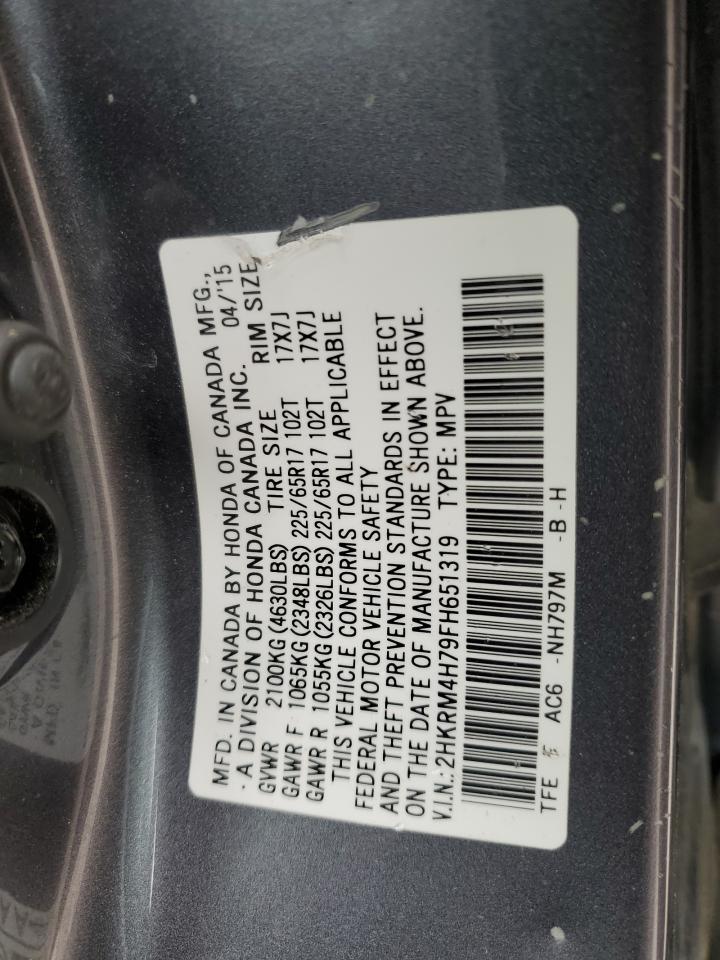 MFD. IN CANADA BY HONDA OF CANADA MFG.,
- A DIVISION OF HONDA CANADA INC. 04/'15
GVWR 2100KG (4630LBS) TIRE SIZE RIM SIZE
GAWR F 1065KG (2348LBS) 225/65R17 102T 17X7J
GAWR R 1055KG (2326LBS) 225/65R17 102T 17X7J
THIS VEHICLE CONFORMS TO ALL APPLICABLE
FEDERAL MOTOR VEHICLE SAFETY
AND THEFT PREVENTION STANDARDS IN EFFECT
ON THE DATE OF MANUFACTURE SHOWN ABOVE.
V.I.N.: 2HKRM4H79FH651319 TYPE: MPV
TFE AC6 -NH797M -B -H